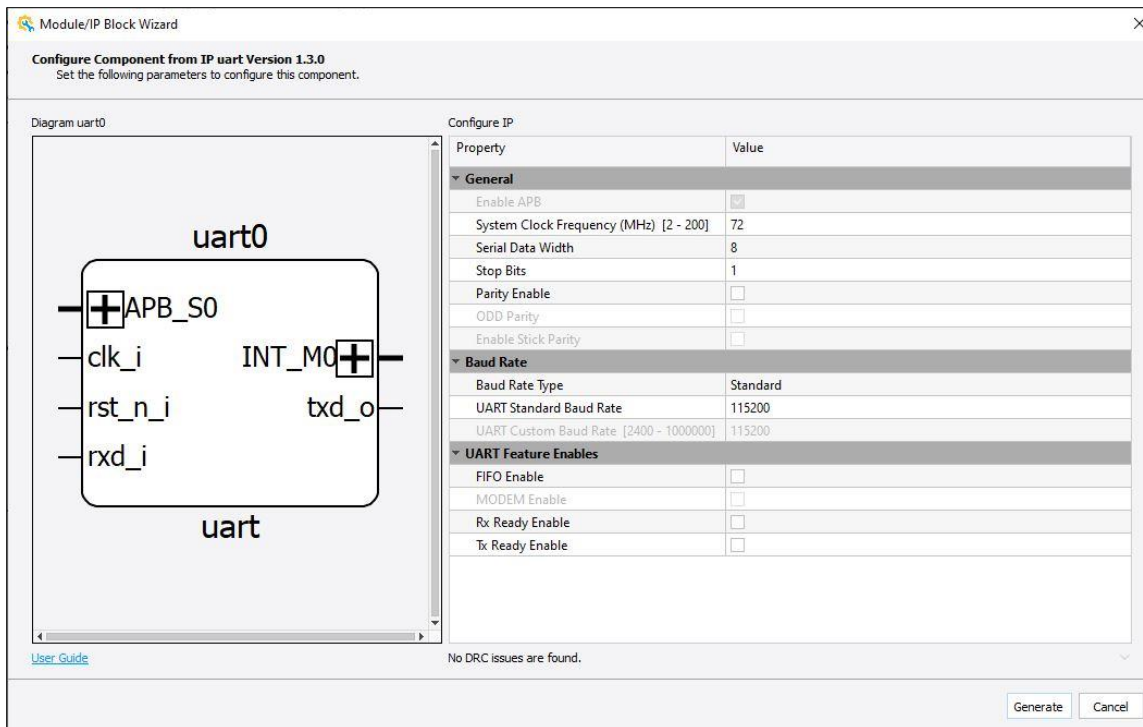 Module/IP Block Wizard
Configure Component from IP uart Version 1.3.0
Set the following parameters to configure this component.
Diagram uart0
uart0
APB_S0
clk_i INT_M0
rst_n_i txd_o
rxd_i
uart
User Guide
Configure IP
Property Value
General
Enable APB
System Clock Frequency (MHz) [2 - 200] 72
Serial Data Width 8
Stop Bits 1
Parity Enable
ODD Parity
Enable Stick Parity
Baud Rate
Baud Rate Type Standard
UART Standard Baud Rate 115200
UART Custom Baud Rate [2400 - 1000000] 115200
UART Feature Enables
FIFO Enable
MODEM Enable
Rx Ready Enable
Tx Ready Enable
No DRC issues are found.
Generate Cancel